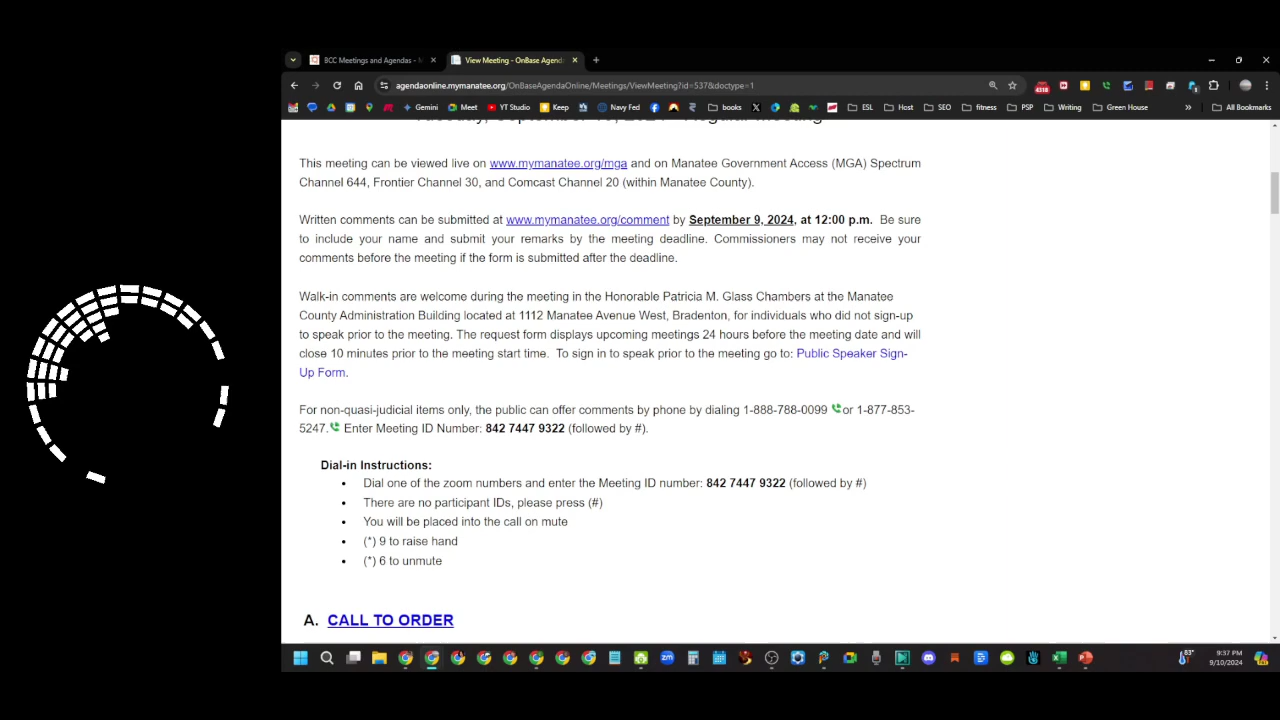 BCC Meetings and Agendas -
View Meeting - OnBase Agend
agendaonline.mymanatee.org/OnBaseAgendaOnline/Meetings/ViewMeeting?id=537&doctype=1
4318
Gemini Meet YT Studio Keep Navy Fed books ESL Host SEO fitness PSP Writing Green House » All Bookmarks
Tuesday, September 10, 2024 - Regular Meeting
This meeting can be viewed live on www.mymanatee.org/mga and on Manatee Government Access (MGA) Spectrum
Channel 644, Frontier Channel 30, and Comcast Channel 20 (within Manatee County).
Written comments can be submitted at www.mymanatee.org/comment by September 9, 2024, at 12:00 p.m. Be sure
to include your name and submit your remarks by the meeting deadline. Commissioners may not receive your
comments before the meeting if the form is submitted after the deadline.
Walk-in comments are welcome during the meeting in the Honorable Patricia M. Glass Chambers at the Manatee
County Administration Building located at 1112 Manatee Avenue West, Bradenton, for individuals who did not sign-up
to speak prior to the meeting. The request form displays upcoming meetings 24 hours before the meeting date and will
close 10 minutes prior to the meeting start time. To sign in to speak prior to the meeting go to: Public Speaker Sign-
Up Form.
For non-quasi-judicial items only, the public can offer comments by phone by dialing 1-888-788-0099 or 1-877-853-
5247. Enter Meeting ID Number: 842 7447 9322 (followed by #).
Dial-in Instructions:
• Dial one of the zoom numbers and enter the Meeting ID number: 842 7447 9322 (followed by #)
• There are no participant IDs, please press (#)
• You will be placed into the call on mute
• (*) 9 to raise hand
• (*) 6 to unmute
A. CALL TO ORDER
83°
9:37 PM
9/10/2024